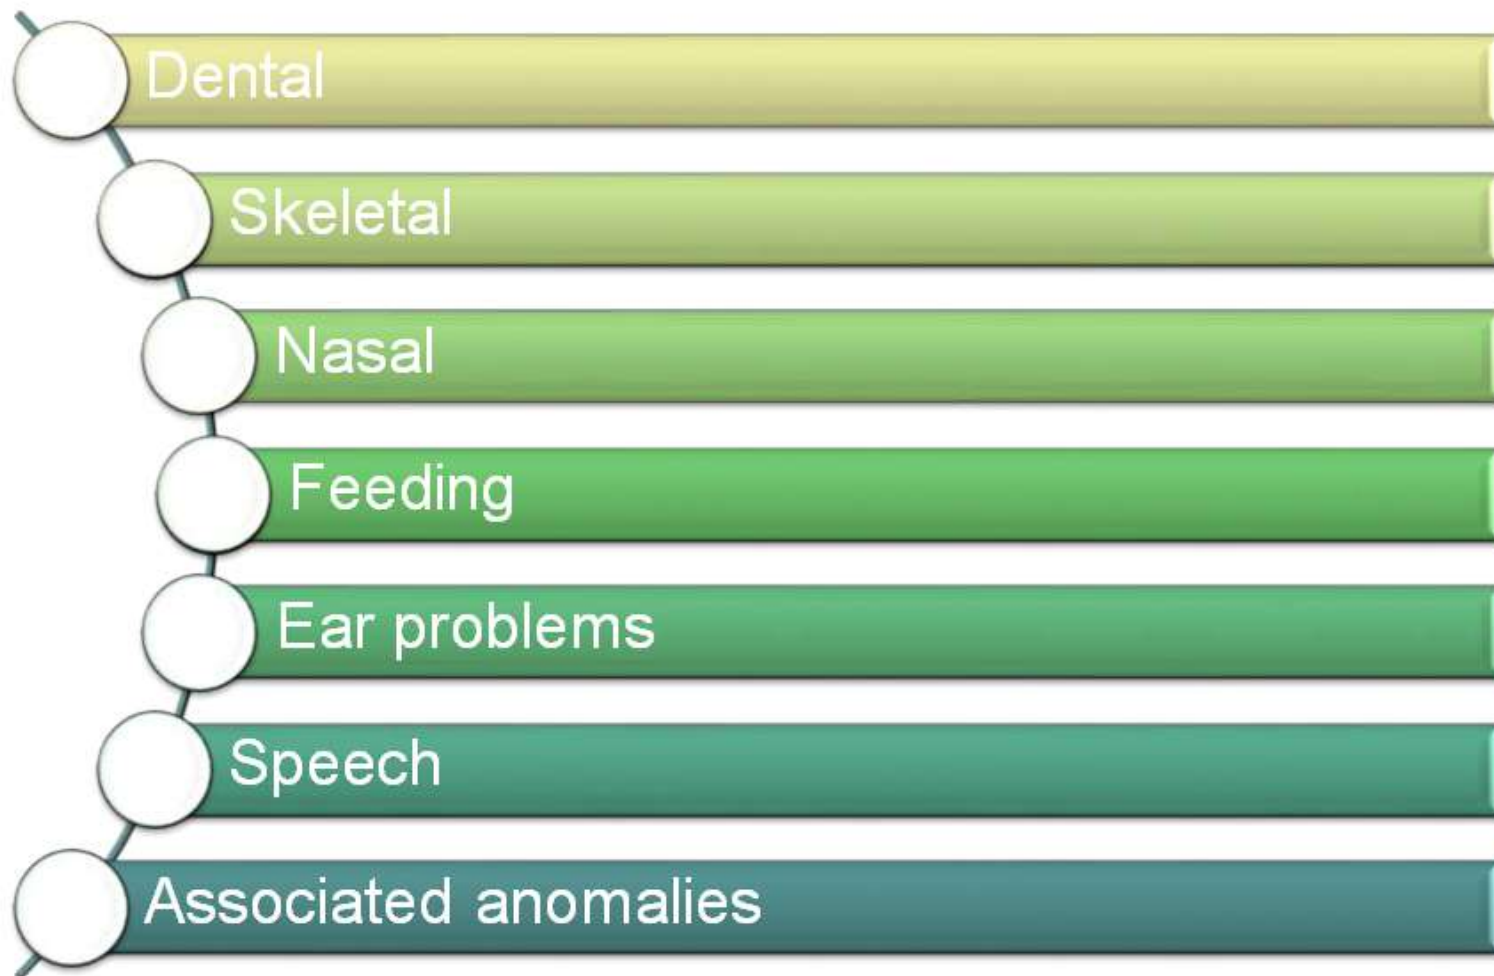 Dental
Skeletal
Nasal
Feeding
Ear problems
Speech
Associated anomalies